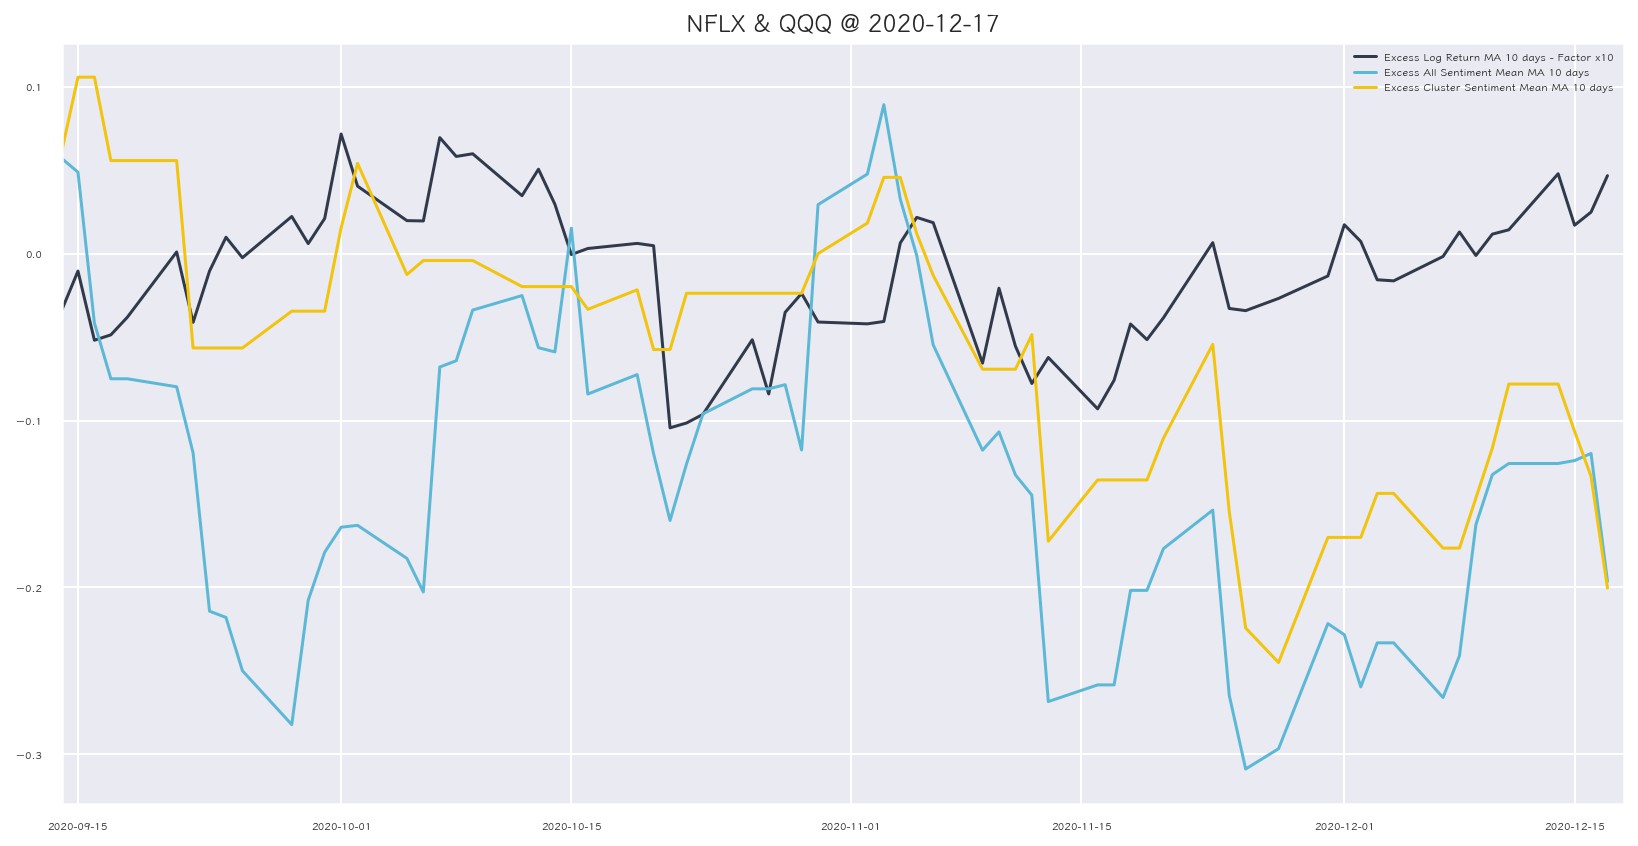 NFLX & QQQ @ 2020-12-17
Excess Log Return MA 10 days - Factor x10
Excess All Sentiment Mean MA 10 days
Excess Cluster Sentiment Mean MA 10 days
0.1
0.0
−0.1
−0.2
−0.3
2020-09-15 2020-10-01 2020-10-15 2020-11-01 2020-11-15 2020-12-01 2020-12-15